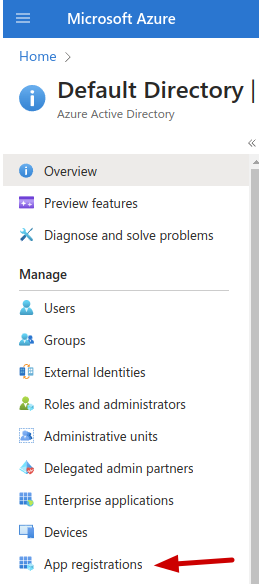 Microsoft Azure
Home
Default Directory |
Azure Active Directory
Overview
Preview features
Diagnose and solve problems
Manage
Users
Groups
External Identities
Roles and administrators
Administrative units
Delegated admin partners
Enterprise applications
Devices
App registrations